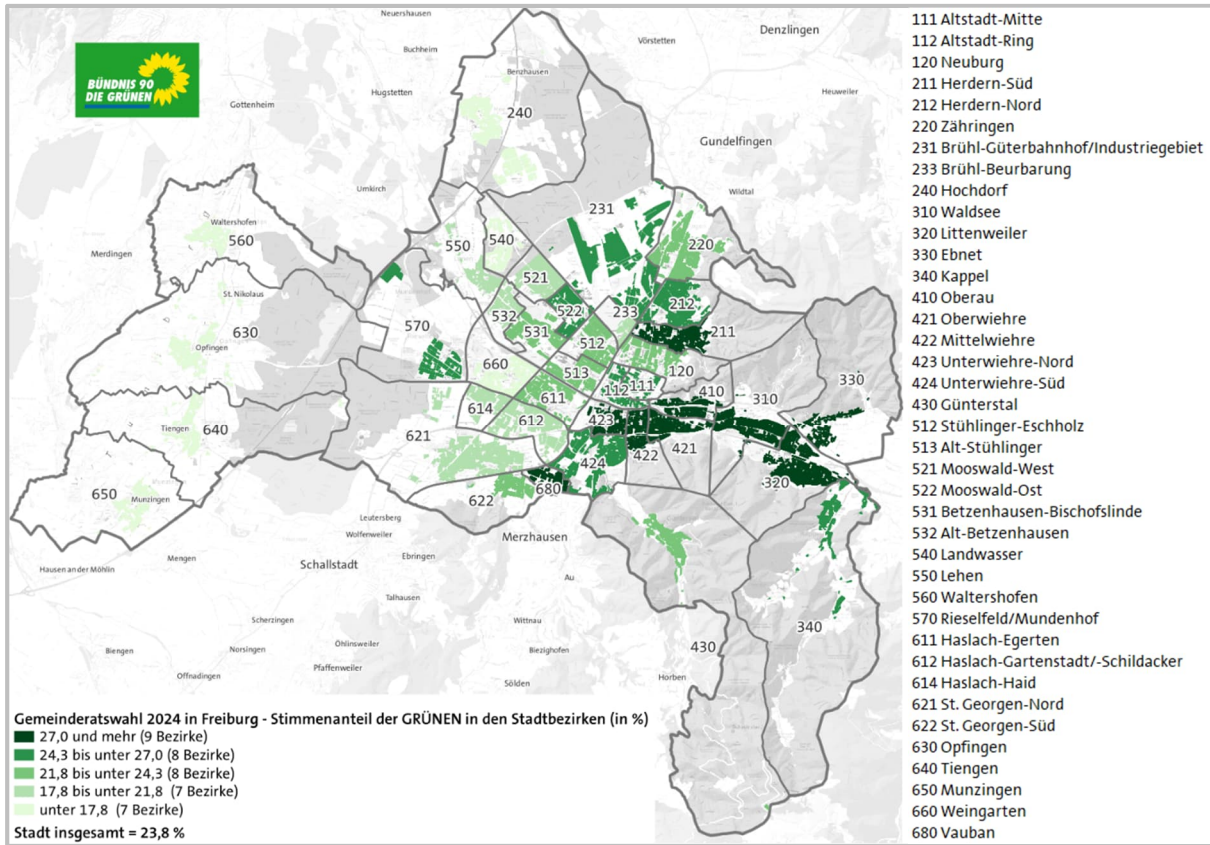 Neuershausen
Buchheim
Vörstetten
Denzlingen
BÜNDNIS 90
DIE GRÜNEN
Benzhausen
Hugstetten
Heuweiler
Gottenheim
240
Gundelfingen
Umkirch
Wildtal
Waltershofen
560
Merdingen
550
540
231
220
St. Nikolaus
521
630
570
532
522
233
212
531
211
Opfingen
512
660
513
120
330
112
111
410
310
614
611
Tiengen
640
621
612
423
424
422
421
650
Munzingen
622
680
320
Leutersberg
Wolfenweiler
Merzhausen
Mengen
Schallstadt
Ebringen
Hausen an der Möhlin
Au
Talhausen
Scherzingen
Wittnau
340
Öhlinsweiler
Biengen
Norsingen
Biezighofen
430
Pfaffenweiler
Offnadingen
Sölden
Horben
Gemeinderatswahl 2024 in Freiburg - Stimmenanteil der GRÜNEN in den Stadtbezirken (in %)
27,0 und mehr (9 Bezirke)
24,3 bis unter 27,0 (8 Bezirke)
21,8 bis unter 24,3 (8 Bezirke)
17,8 bis unter 21,8 (7 Bezirke)
unter 17,8 (7 Bezirke)
Stadt insgesamt = 23,8 %
111 Altstadt-Mitte
112 Altstadt-Ring
120 Neuburg
211 Herdern-Süd
212 Herdern-Nord
220 Zähringen
231 Brühl-Güterbahnhof/Industriegebiet
233 Brühl-Beurbarung
240 Hochdorf
310 Waldsee
320 Littenweiler
330 Ebnet
340 Kappel
410 Oberau
421 Oberwiehre
422 Mittelwiehre
423 Unterwiehre-Nord
424 Unterwiehre-Süd
430 Günterstal
512 Stühlinger-Eschholz
513 Alt-Stühlinger
521 Mooswald-West
522 Mooswald-Ost
531 Betzenhausen-Bischofslinde
532 Alt-Betzenhausen
540 Landwasser
550 Lehen
560 Waltershofen
570 Rieselfeld/Mundenhof
611 Haslach-Egerten
612 Haslach-Gartenstadt/-Schildacker
614 Haslach-Haid
621 St. Georgen-Nord
622 St. Georgen-Süd
630 Opfingen
640 Tiengen
650 Munzingen
660 Weingarten
680 Vauban